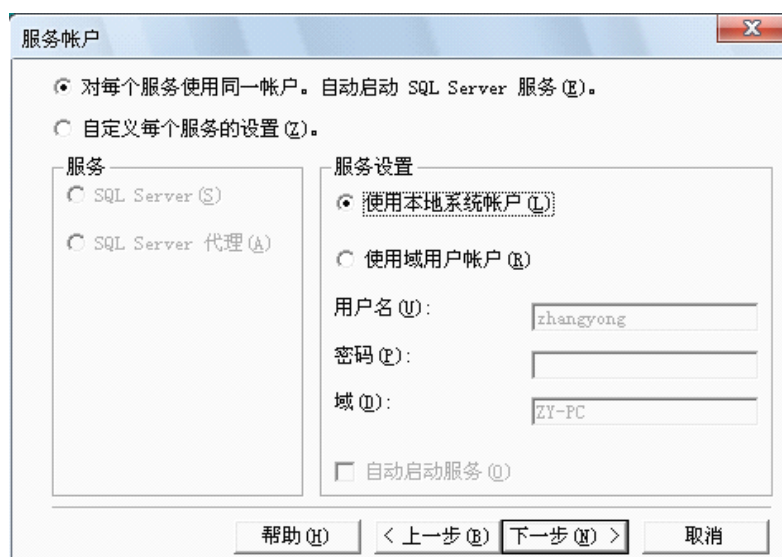 服务帐户
对每个服务使用同一帐户。自动启动 SQL Server 服务(E)。
自定义每个服务的设置(Z)。
服务
SQL Server(S)
SQL Server 代理(A)
服务设置
使用本地系统帐户(L)
使用域用户帐户(R)
用户名(U):
zhangyong
密码(P):
域(D):
ZY-PC
自动启动服务(O)
帮助(H)
< 上一步(B)
下一步(N) >
取消